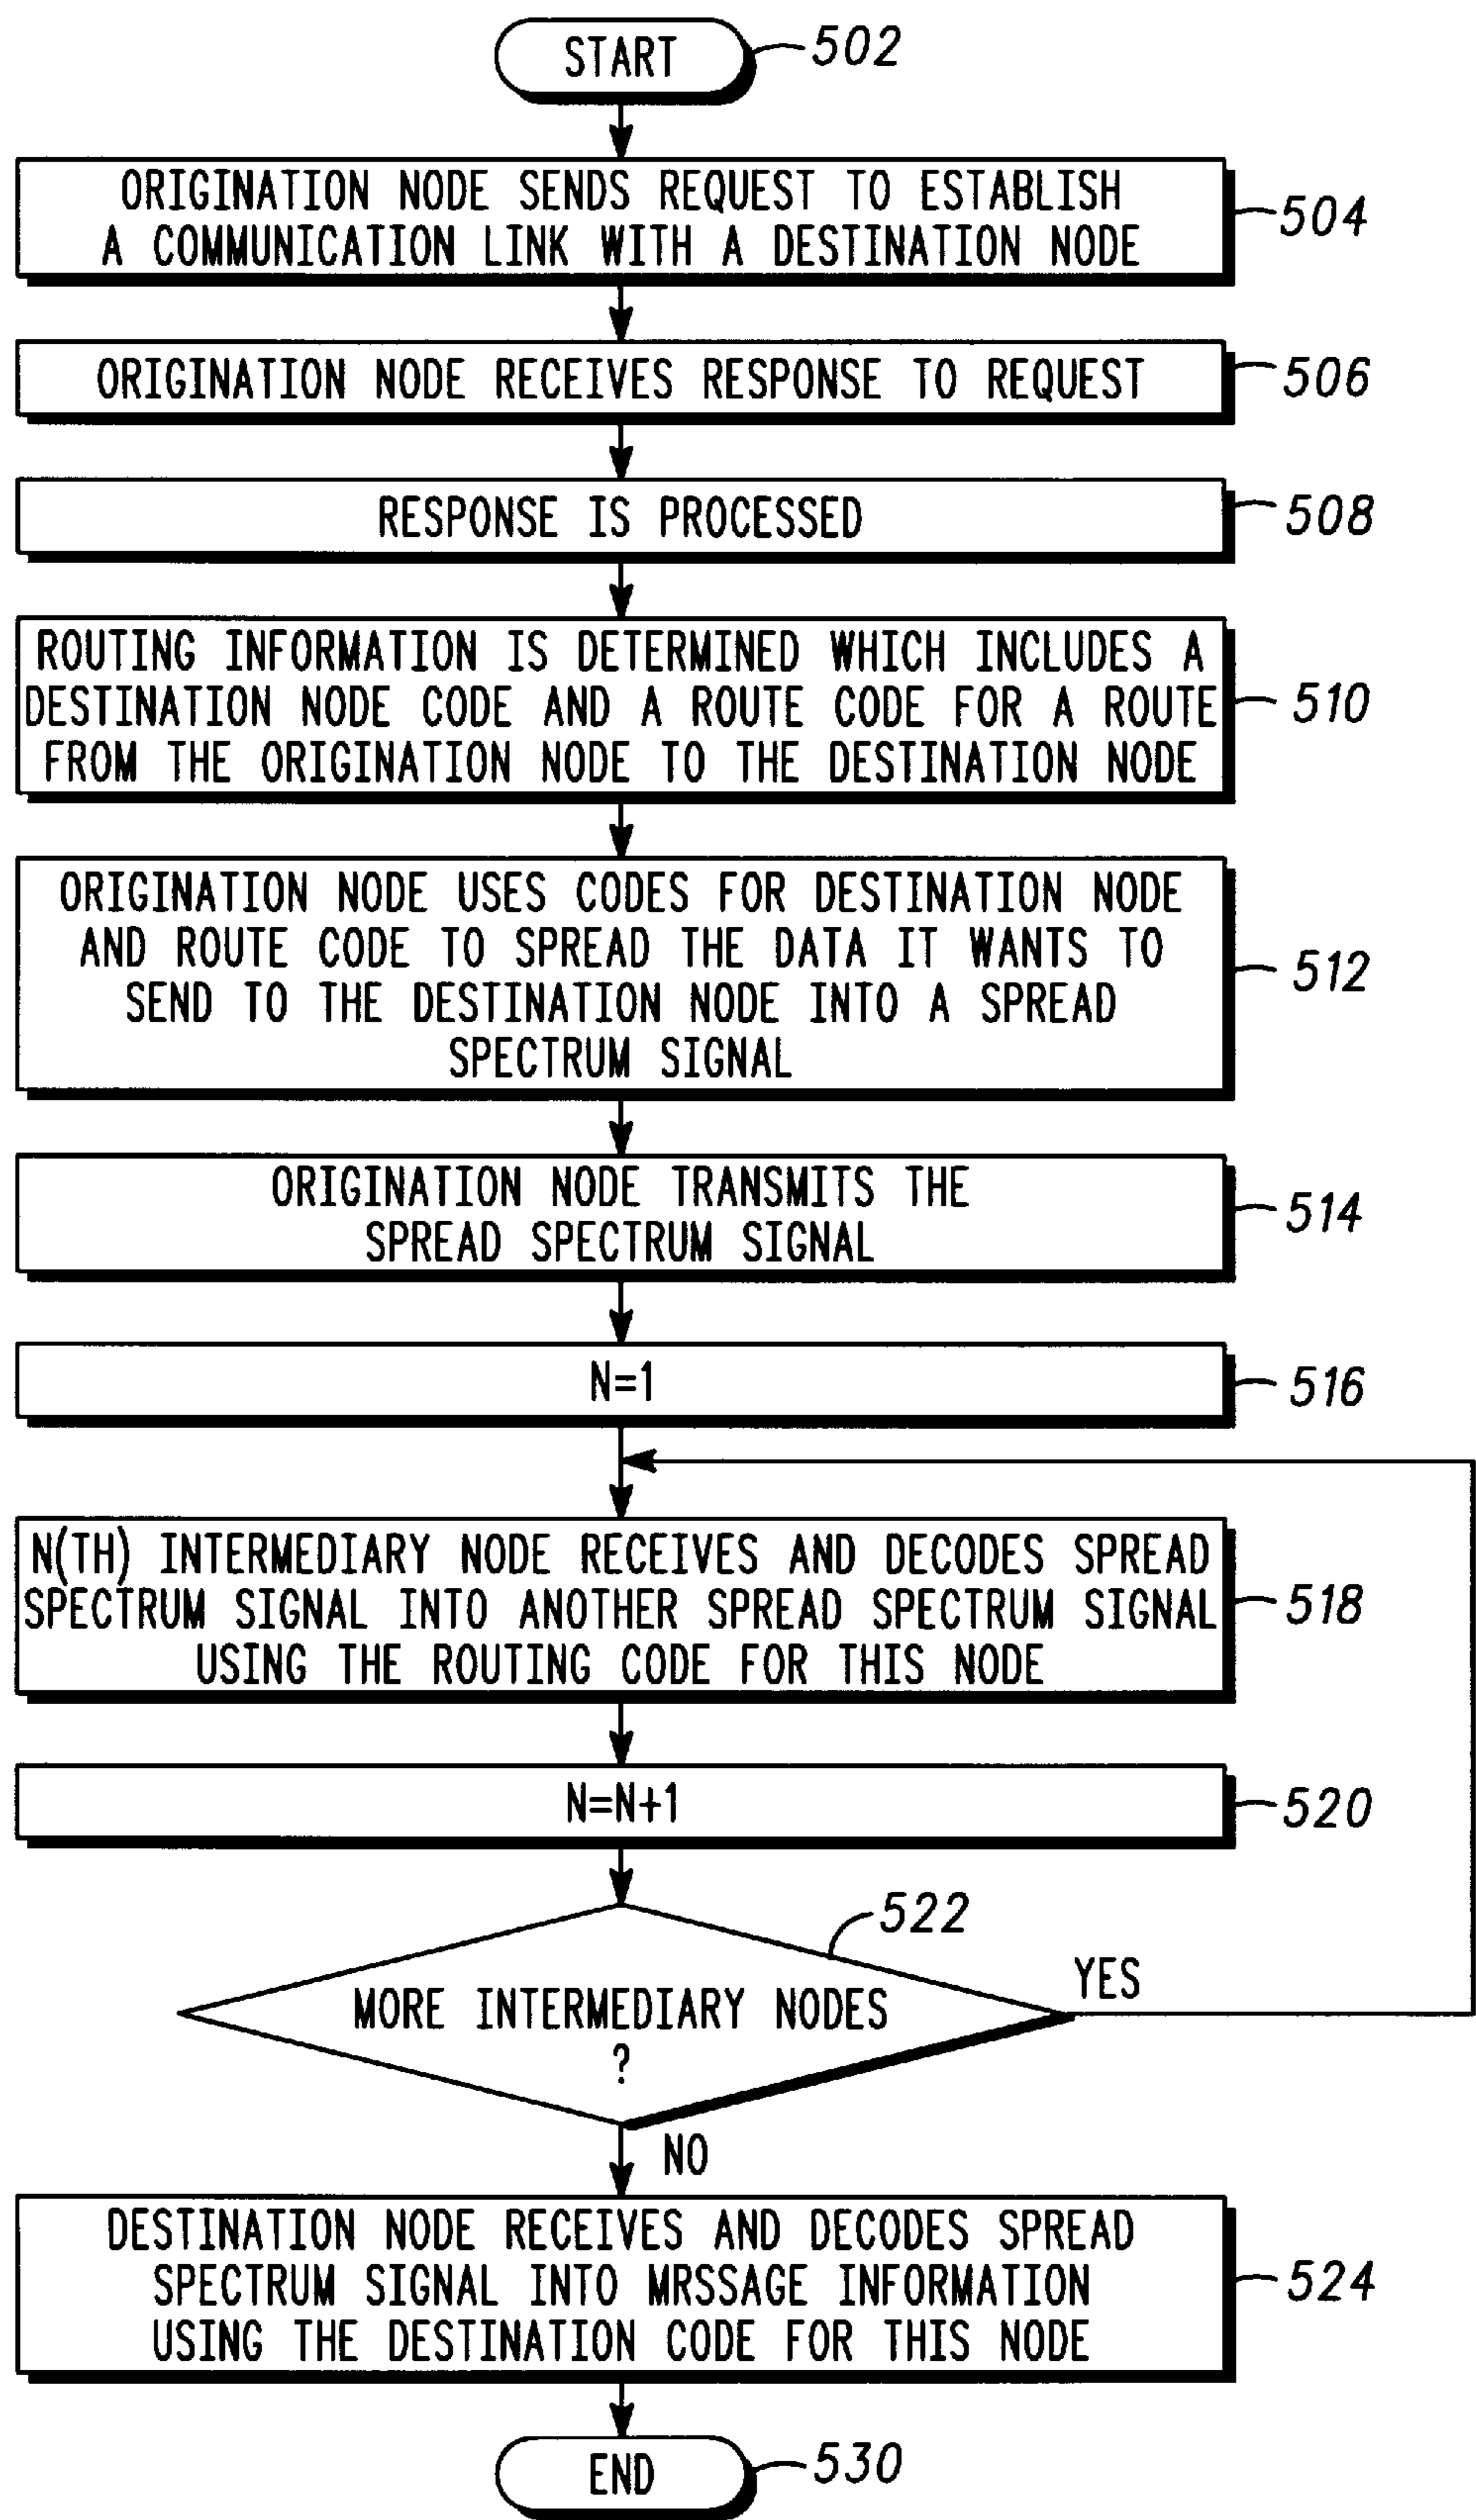 START
502
ORIGINATION NODE SENDS REQUEST TO ESTABLISH
A COMMUNICATION LINK WITH A DESTINATION NODE
504
ORIGINATION NODE RECEIVES RESPONSE TO REQUEST
506
RESPONSE IS PROCESSED
508
ROUTING INFORMATION IS DETERMINED WHICH INCLUDES A
DESTINATION NODE CODE AND A ROUTE CODE FOR A ROUTE
FROM THE ORIGINATION NODE TO THE DESTINATION NODE
510
ORIGINATION NODE USES CODES FOR DESTINATION NODE
AND ROUTE CODE TO SPREAD THE DATA IT WANTS TO
SEND TO THE DESTINATION NODE INTO A SPREAD
SPECTRUM SIGNAL
512
ORIGINATION NODE TRANSMITS THE
SPREAD SPECTRUM SIGNAL
514
N=1
516
N(TH) INTERMEDIARY NODE RECEIVES AND DECODES SPREAD
SPECTRUM SIGNAL INTO ANOTHER SPREAD SPECTRUM SIGNAL
USING THE ROUTING CODE FOR THIS NODE
518
N=N+1
520
522
MORE INTERMEDIARY NODES
?
YES
NO
DESTINATION NODE RECEIVES AND DECODES SPREAD
SPECTRUM SIGNAL INTO MRSSAGE INFORMATION
USING THE DESTINATION CODE FOR THIS NODE
524
END
530